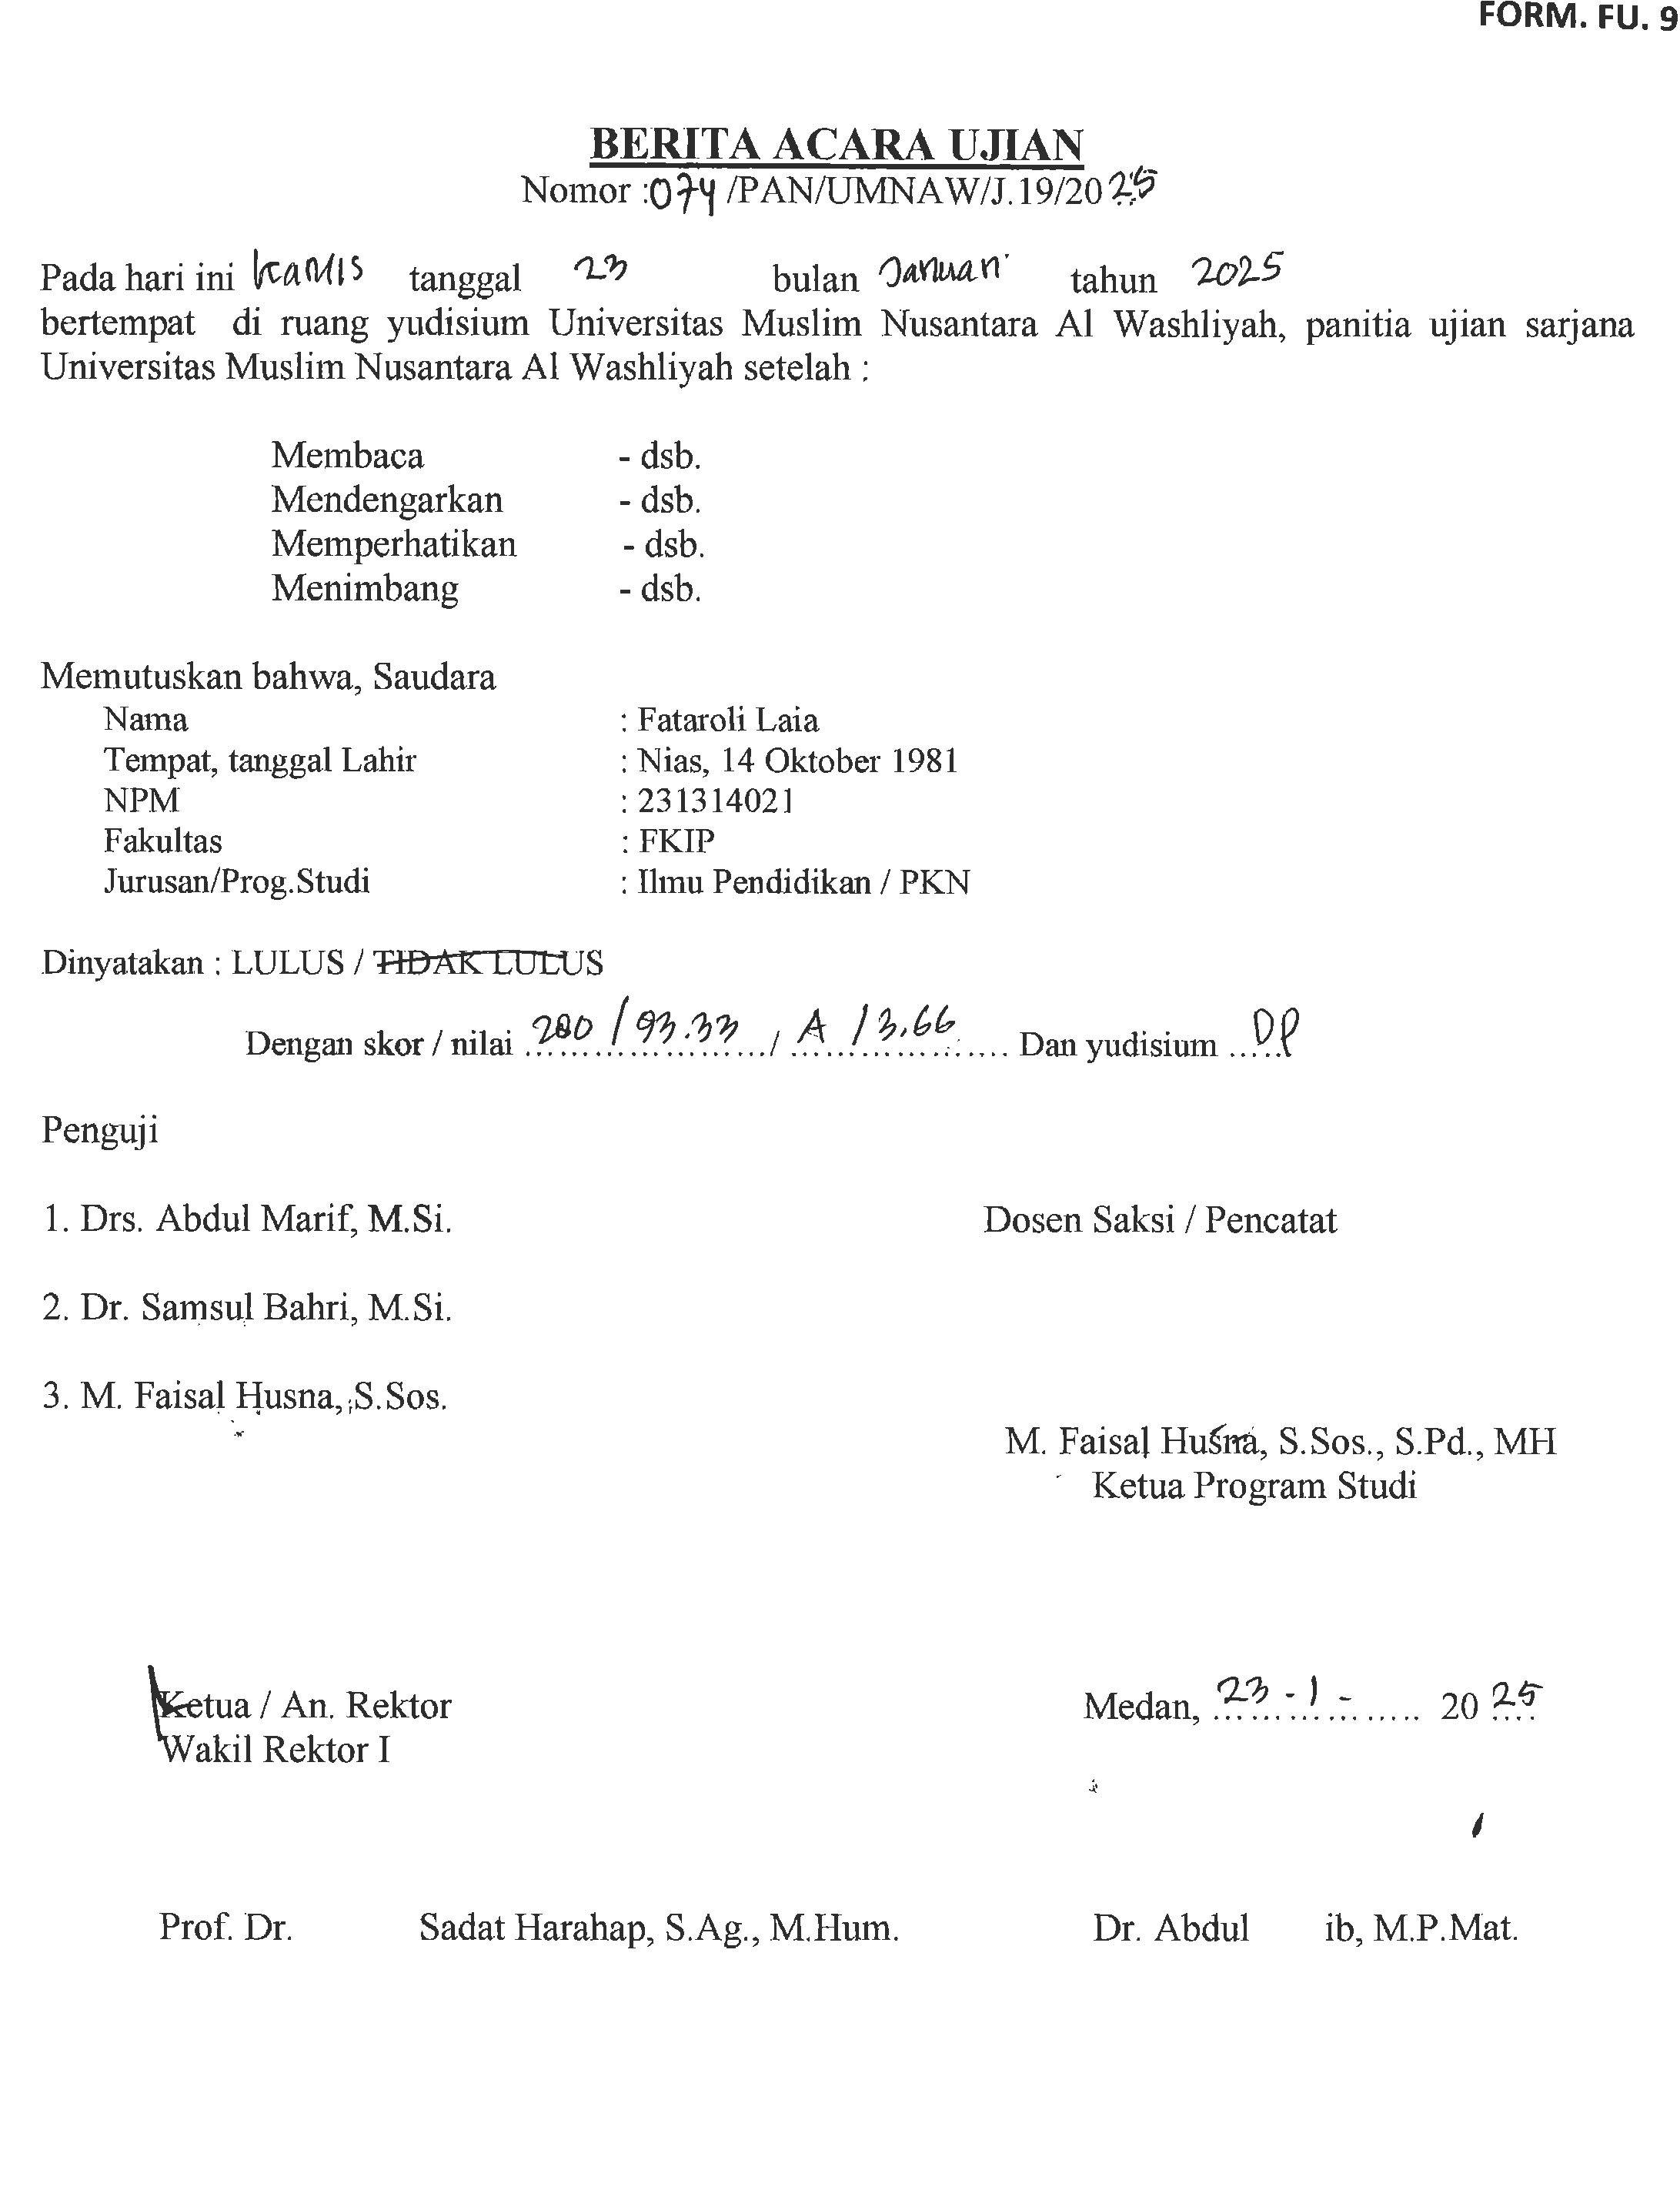 FORM. FU. 9
BERITA ACARA UJIAN
Nomor :074 /PAN/UMNAW/J.19/2025
Pada hari ini Kamis tanggal 23 bulan Januari tahun 2025
bertempat di ruang yudisium Universitas Muslim Nusantara Al Washliyah, panitia ujian sarjana
Universitas Muslim Nusantara Al Washliyah setelah :
Membaca - dsb.
Mendengarkan - dsb.
Memperhatikan - dsb.
Menimbang - dsb.
Memutuskan bahwa, Saudara
Nama : Fataroli Laia
Tempat, tanggal Lahir : Nias, 14 Oktober 1981
NPM : 231314021
Fakultas : FKIP
Jurusan/Prog.Studi : Ilmu Pendidikan / PKN
Dinyatakan : LULUS / TIDAK LULUS
Dengan skor / nilai 280 / 93.33 / A / 3,66 Dan yudisium DP
Penguji
1. Drs. Abdul Marif, M.Si. Dosen Saksi / Pencatat
2. Dr. Samsul Bahri, M.Si.
3. M. Faisal Husna, S.Sos.
M. Faisal Husna, S.Sos., S.Pd., MH
Ketua Program Studi
Ketua / An. Rektor Medan, 23 - 1 - 2025
Wakil Rektor I
Prof. Dr. Sadat Harahap, S.Ag., M.Hum. Dr. Abdul ib, M.P.Mat.